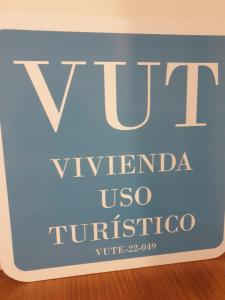 VUT
VIVIENDA
USO
TURÍSTICO
VUTE-22-049